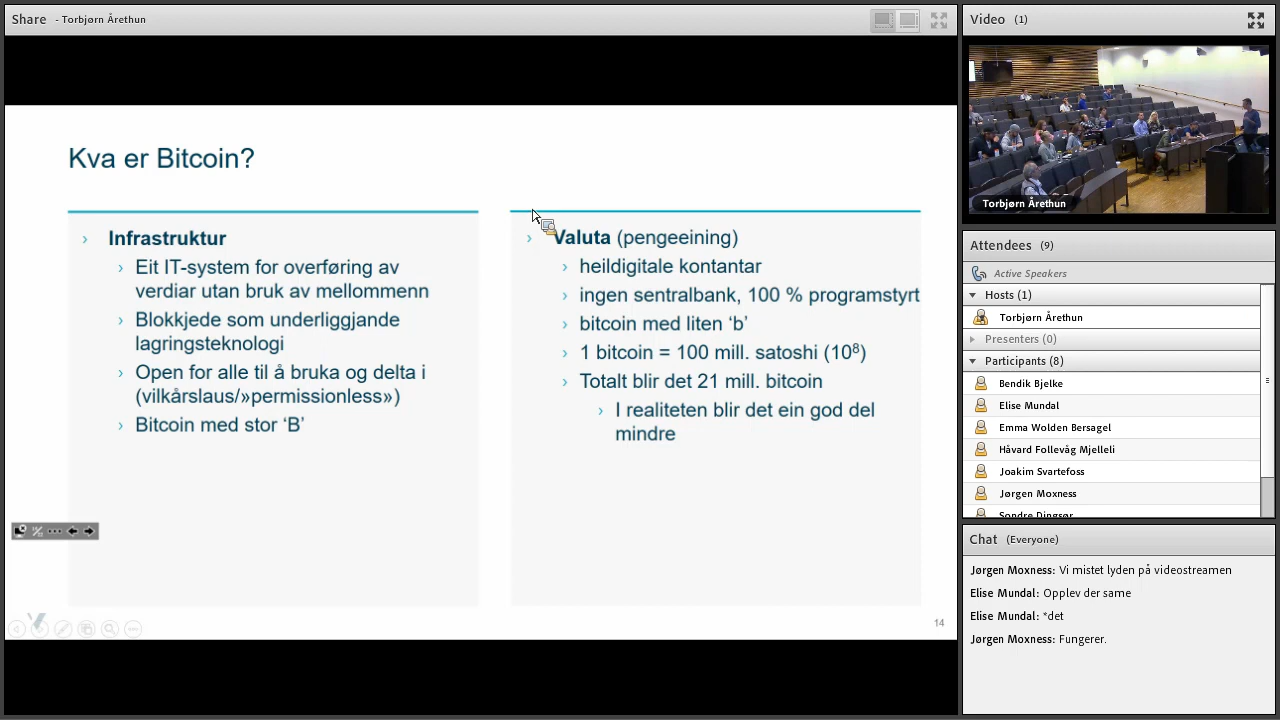 Share - Torbjørn Årethun
Kva er Bitcoin?
› Infrastruktur
› Eit IT-system for overføring av
verdiar utan bruk av mellommenn
› Blokkjede som underliggjande
lagringsteknologi
› Open for alle til å bruka og delta i
(vilkårslaus/»permissionless»)
› Bitcoin med stor ‘B’
› Valuta (pengeeining)
› heildigitale kontantar
› ingen sentralbank, 100 % programstyrt
› bitcoin med liten ‘b’
› 1 bitcoin = 100 mill. satoshi (10⁸)
› Totalt blir det 21 mill. bitcoin
› I realiteten blir det ein god del
mindre
14
Video (1)
Torbjørn Årethun
Attendees (9)
Active Speakers
Hosts (1)
Torbjørn Årethun
Presenters (0)
Participants (8)
Bendik Bjelke
Elise Mundal
Emma Wolden Bersagel
Håvard Follevåg Mjelleli
Joakim Svartefoss
Jørgen Moxness
Sondre Dingsør
Chat (Everyone)
Jørgen Moxness: Vi mistet lyden på videostreamen
Elise Mundal: Opplev der same
Elise Mundal: *det
Jørgen Moxness: Fungerer.